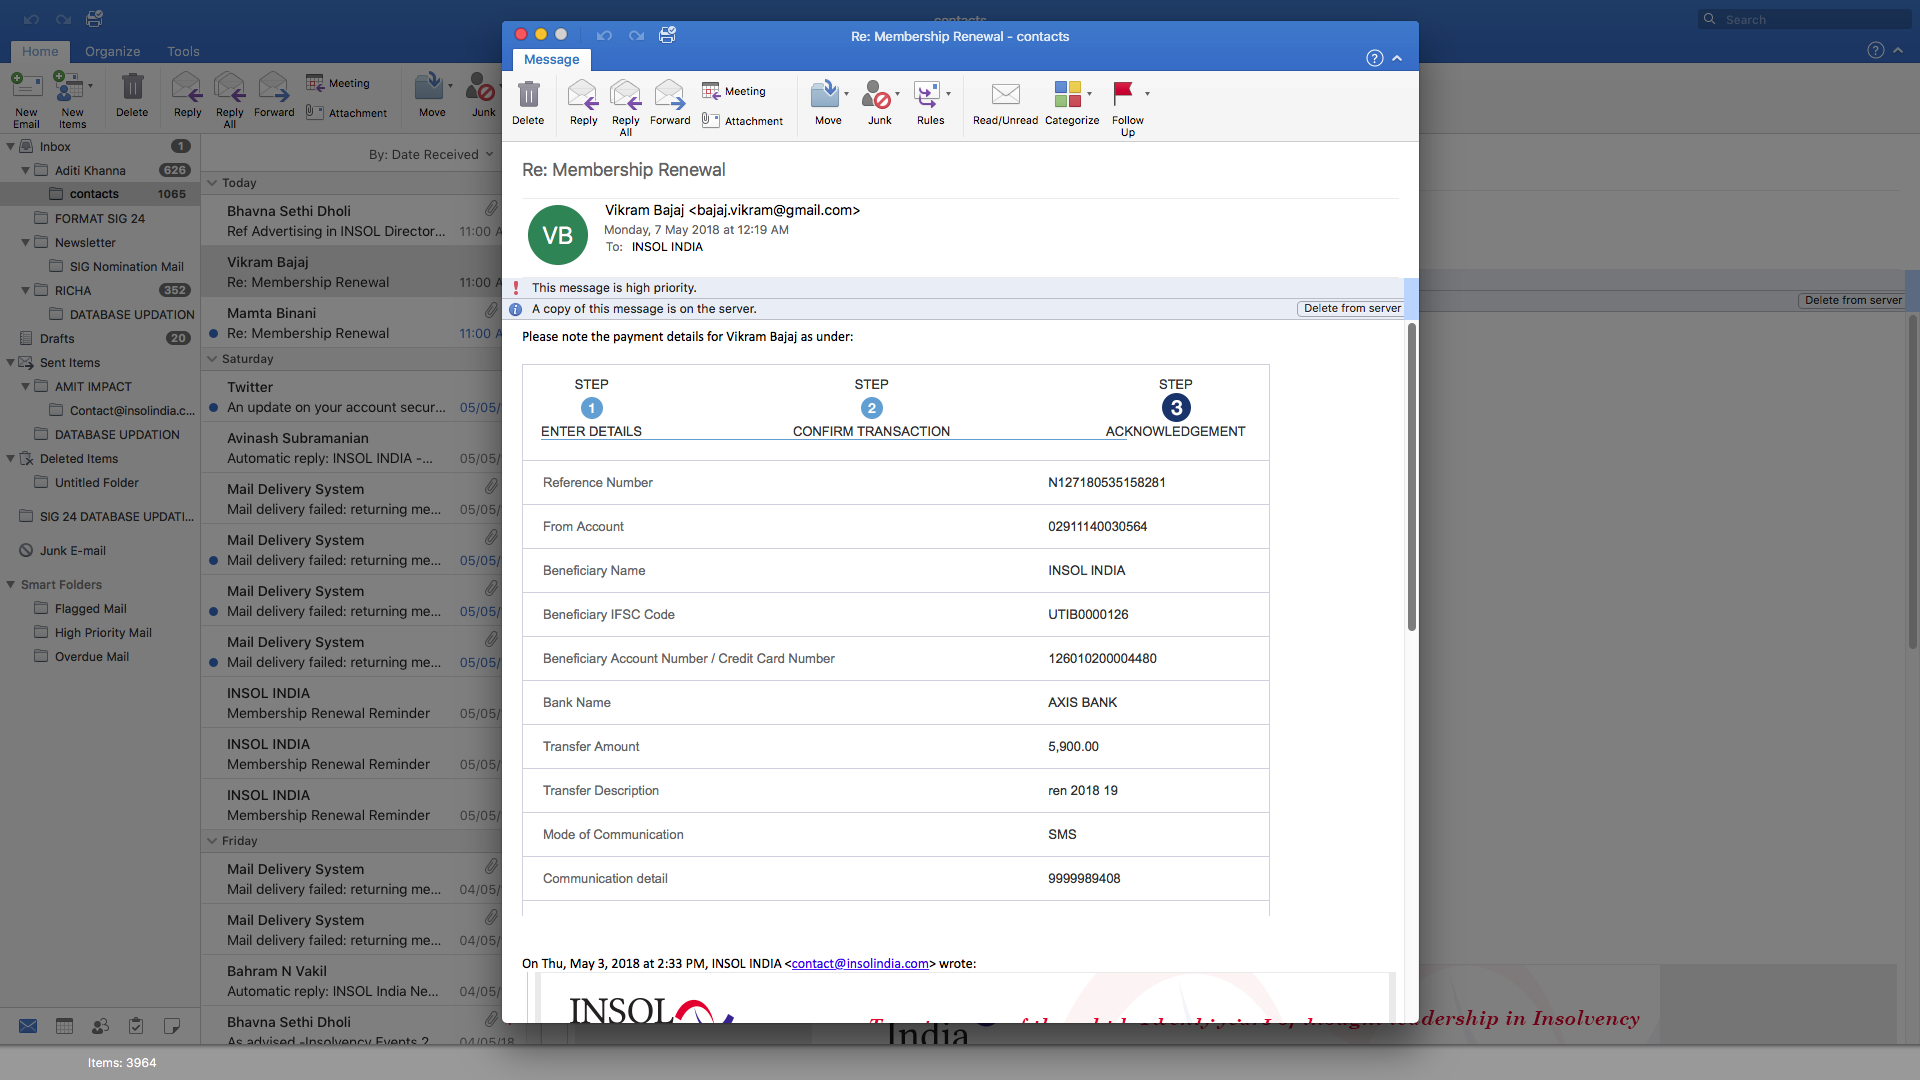 contacts
Search
Home
Organize
Tools
New Email
New Items
Delete
Reply
Reply All
Forward
Meeting
Attachment
Move
Junk
Inbox 1
Aditi Khanna 626
contacts 1065
FORMAT SIG 24
Newsletter
SIG Nomination Mail
RICHA 352
DATABASE UPDATION
Drafts 20
Sent Items
AMIT IMPACT
Contact@insolindia.c...
DATABASE UPDATION
Deleted Items
Untitled Folder
SIG 24 DATABASE UPDATI...
Junk E-mail
Smart Folders
Flagged Mail
High Priority Mail
Overdue Mail
Items: 3964
By: Date Received
Today
Bhavna Sethi Dholi
Ref Advertising in INSOL Director... 11:00 A
Vikram Bajaj
Re: Membership Renewal 11:00 A
Mamta Binani
Re: Membership Renewal 11:00 A
Saturday
Twitter
An update on your account secur... 05/05/
Avinash Subramanian
Automatic reply: INSOL INDIA -... 05/05/
Mail Delivery System
Mail delivery failed: returning me... 05/05/
Mail Delivery System
Mail delivery failed: returning me... 05/05/
Mail Delivery System
Mail delivery failed: returning me... 05/05/
Mail Delivery System
Mail delivery failed: returning me... 05/05/
INSOL INDIA
Membership Renewal Reminder 05/05/
INSOL INDIA
Membership Renewal Reminder 05/05/
INSOL INDIA
Membership Renewal Reminder 05/05/
Friday
Mail Delivery System
Mail delivery failed: returning me... 04/05/
Mail Delivery System
Mail delivery failed: returning me... 04/05/
Bahram N Vakil
Automatic reply: INSOL India Ne... 04/05/
Bhavna Sethi Dholi
As advised -Insolvency Events 2 04/05/18
Re: Membership Renewal - contacts
Message
Delete
Reply
Reply All
Forward
Meeting
Attachment
Move
Junk
Rules
Read/Unread
Categorize
Follow Up
Re: Membership Renewal
VB
Vikram Bajaj <bajaj.vikram@gmail.com>
Monday, 7 May 2018 at 12:19 AM
To: INSOL INDIA
This message is high priority.
A copy of this message is on the server.
Delete from server
Delete from server
Please note the payment details for Vikram Bajaj as under:
STEP STEP STEP
1 2 3
ENTER DETAILS CONFIRM TRANSACTION ACKNOWLEDGEMENT
Reference Number N127180535158281
From Account 02911140030564
Beneficiary Name INSOL INDIA
Beneficiary IFSC Code UTIB0000126
Beneficiary Account Number / Credit Card Number 126010200004480
Bank Name AXIS BANK
Transfer Amount 5,900.00
Transfer Description ren 2018 19
Mode of Communication SMS
Communication detail 9999989408
On Thu, May 3, 2018 at 2:33 PM, INSOL INDIA <contact@insolindia.com> wrote:
INSOL
India
dership in Insolvency